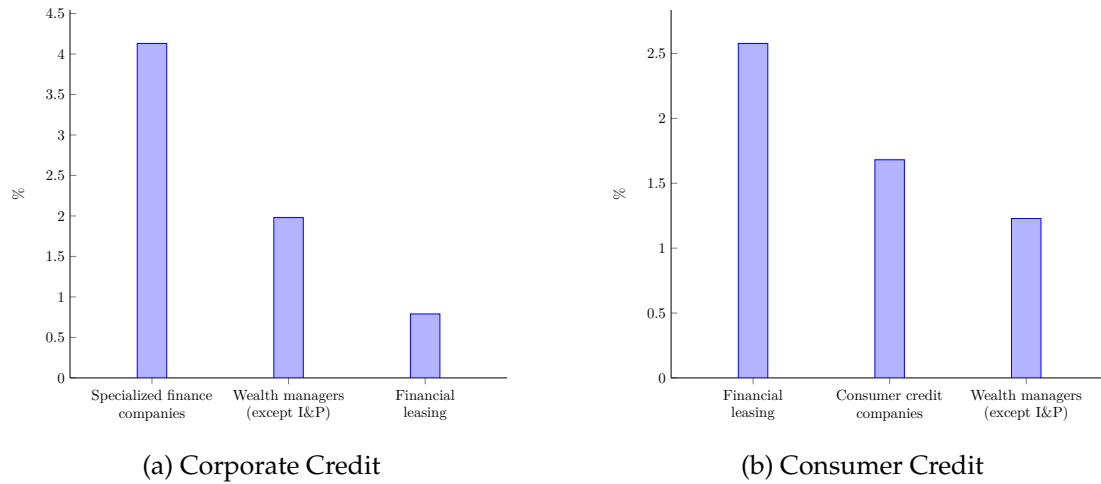 4.5
4
3.5
3
2.5
2
1.5
1
0.5
0
%
Specialized finance
companies
Wealth managers
(except I&P)
Financial
leasing
(a) Corporate Credit
2.5
2
1.5
1
0.5
0
%
Financial
leasing
Consumer credit
companies
Wealth managers
(except I&P)
(b) Consumer Credit